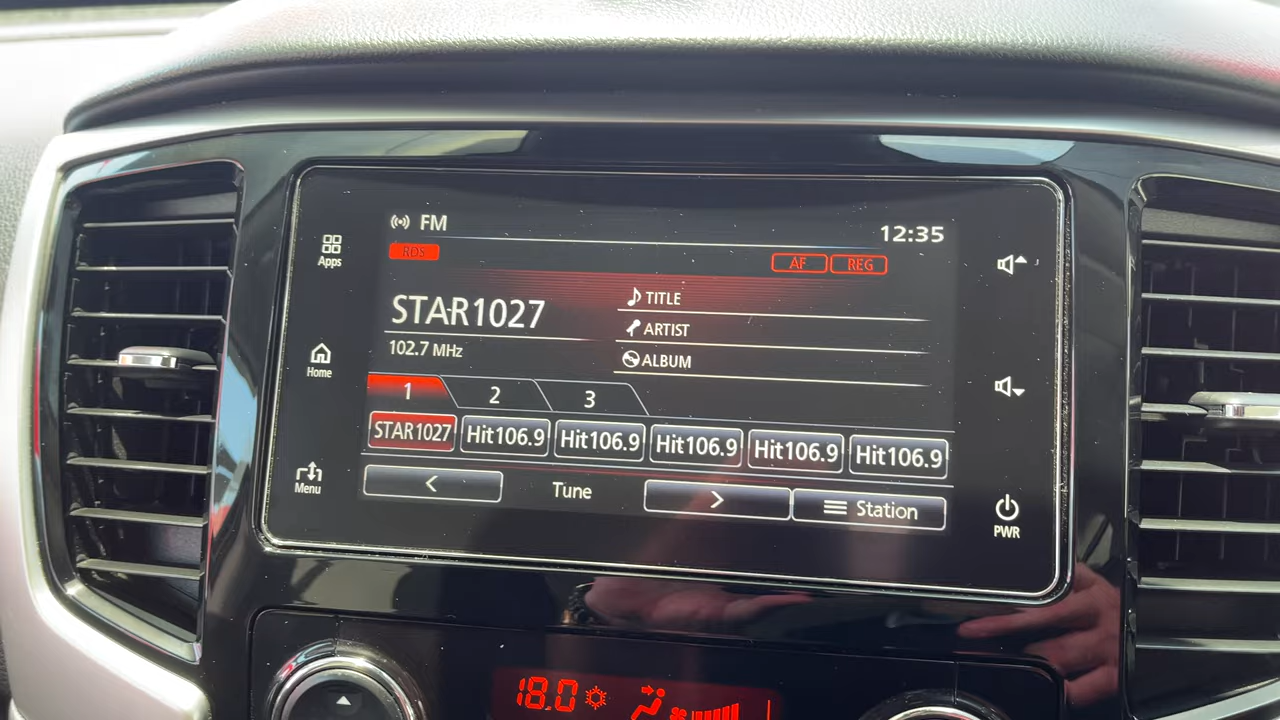 FM
12:35
RDS
AF REG
Apps
STAR1027
TITLE
ARTIST
102.7 MHz
ALBUM
Home
1 2 3
STAR1027 Hit106.9 Hit106.9 Hit106.9 Hit106.9 Hit106.9
< Tune > Station
Menu
PWR
18.0